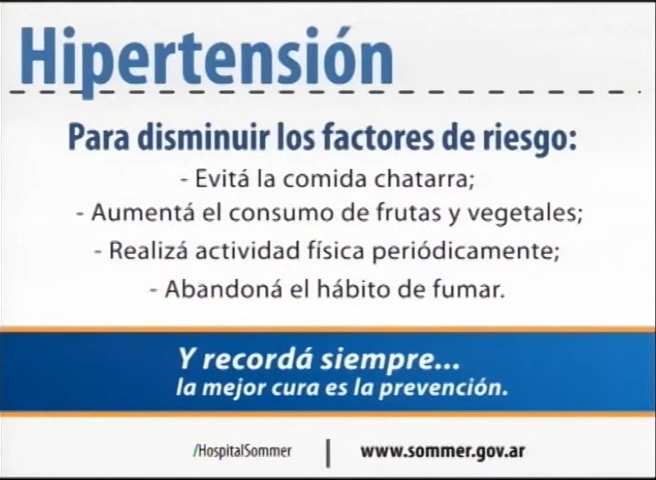 Hipertensión
Para disminuir los factores de riesgo:
- Evitá la comida chatarra;
- Aumentá el consumo de frutas y vegetales;
- Realizá actividad física periódicamente;
- Abandoná el hábito de fumar.
Y recordá siempre...
la mejor cura es la prevención.
/HospitalSommer | www.sommer.gov.ar